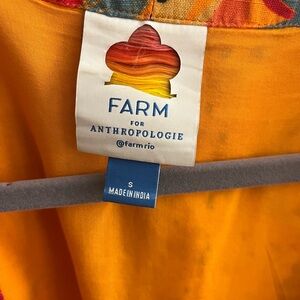 FARM
FOR
ANTHROPOLOGIE
@farmrio
S
MADE IN INDIA